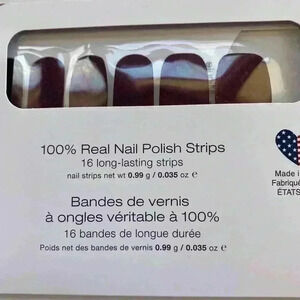 100% Real Nail Polish Strips
16 long-lasting strips
nail strips net wt 0.99 g / 0.035 oz ℮
Made i
Fabriqué
ÉTATS
Bandes de vernis
à ongles véritable à 100%
16 bandes de longue durée
Poids net des bandes de vernis 0.99 g / 0.035 oz ℮